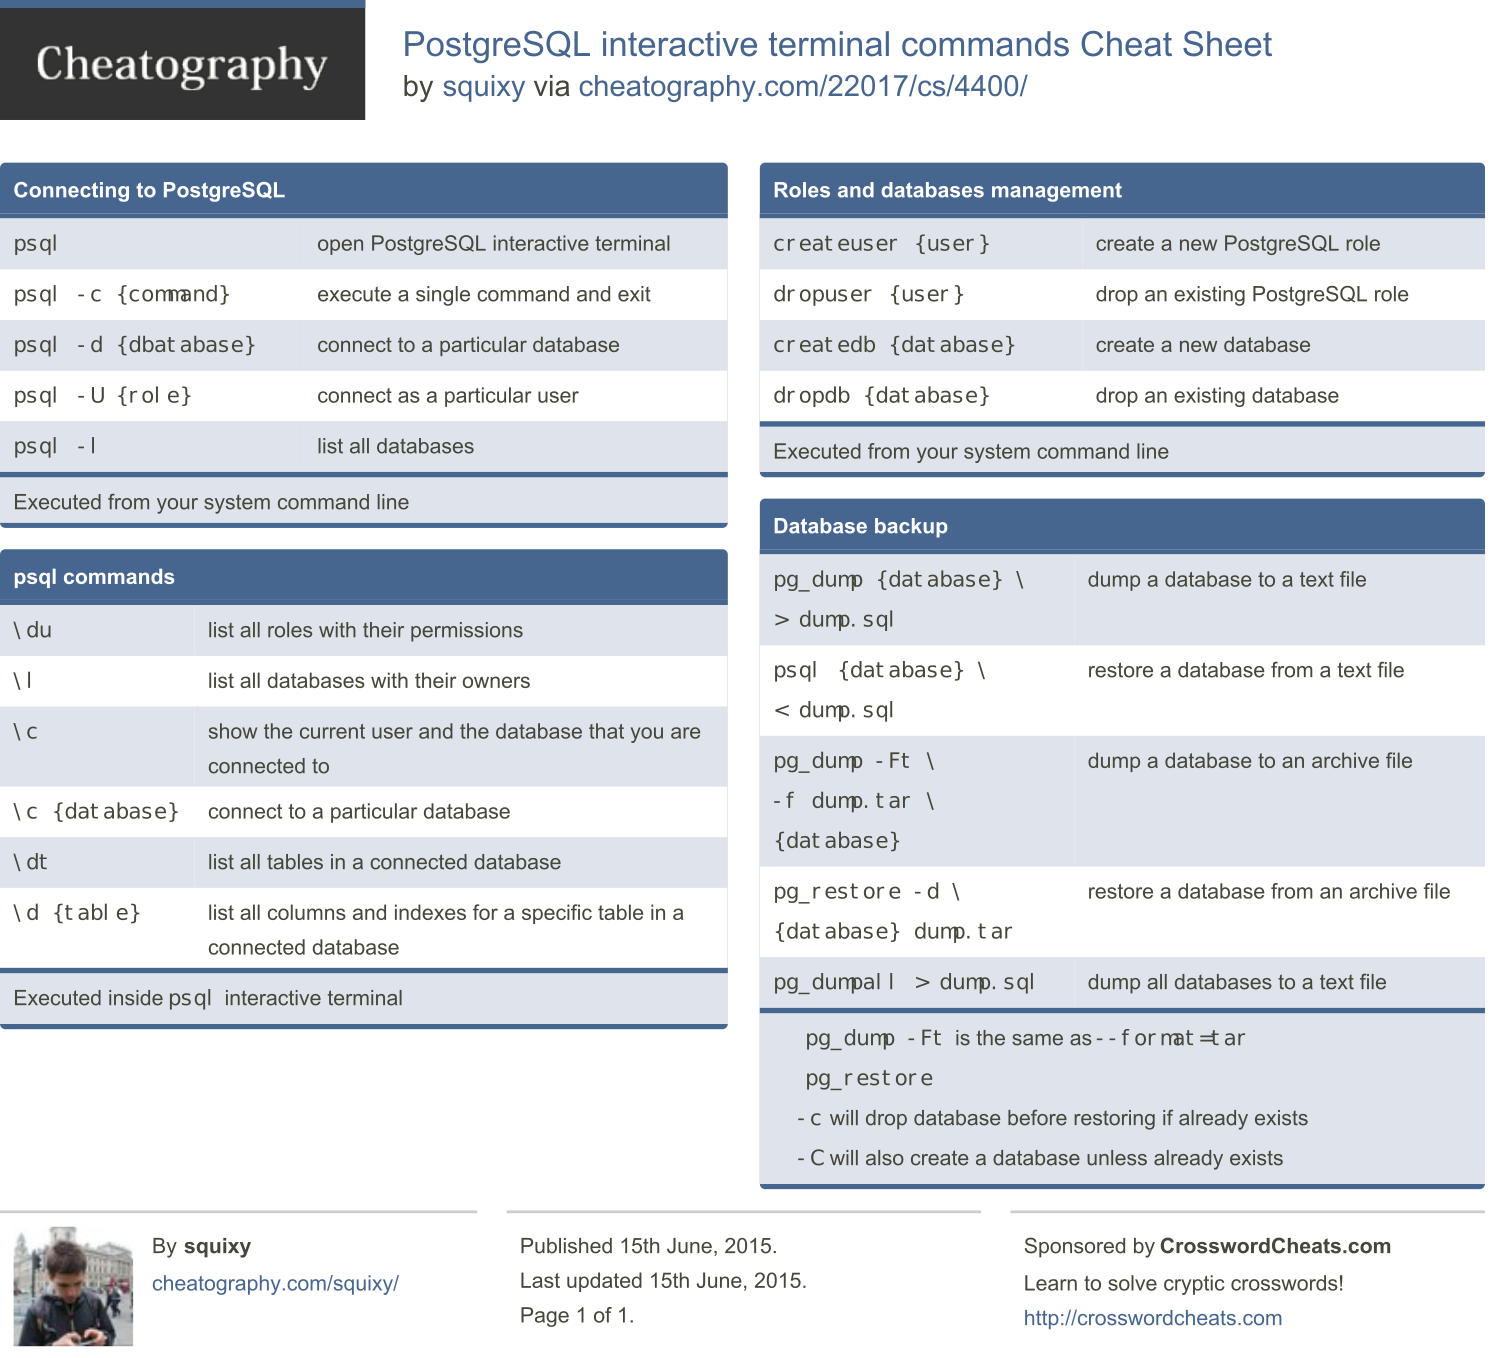 Cheatography
PostgreSQL interactive terminal commands Cheat Sheet
by squixy via cheatography.com/22017/cs/4400/
Connecting to PostgreSQL
psql open PostgreSQL interactive terminal
psql -c {command} execute a single command and exit
psql -d {dbatabase} connect to a particular database
psql -U {role} connect as a particular user
psql -l list all databases
Executed from your system command line
psql commands
\du list all roles with their permissions
\l list all databases with their owners
\c show the current user and the database that you are
connected to
\c {database} connect to a particular database
\dt list all tables in a connected database
\d {table} list all columns and indexes for a specific table in a
connected database
Executed inside psql interactive terminal
Roles and databases management
createuser {user} create a new PostgreSQL role
dropuser {user} drop an existing PostgreSQL role
createdb {database} create a new database
dropdb {database} drop an existing database
Executed from your system command line
Database backup
pg_dump {database} \ dump a database to a text file
> dump.sql
psql {database} \ restore a database from a text file
< dump.sql
pg_dump -Ft \ dump a database to an archive file
-f dump.tar \
{database}
pg_restore -d \ restore a database from an archive file
{database} dump.tar
pg_dumpall > dump.sql dump all databases to a text file
pg_dump -Ft is the same as --format=tar
pg_restore
-c will drop database before restoring if already exists
-C will also create a database unless already exists
By squixy
cheatography.com/squixy/
Published 15th June, 2015.
Last updated 15th June, 2015.
Page 1 of 1.
Sponsored by CrosswordCheats.com
Learn to solve cryptic crosswords!
http://crosswordcheats.com